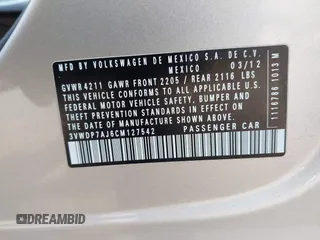 MFD. BY VOLKSWAGEN DE MEXICO S.A. DE C.V.
MEXICO 03/12
GVWR 4211 GAWR FRONT 2205 / REAR 2116 LBS
THIS VEHICLE CONFORMS TO ALL APPLICABLE
FEDERAL MOTOR VEHICLE SAFETY, BUMPER AND
THEFT PREVENTION STANDARDS IN EFFECT ON
THE DATE OF MANUFACTURE SHOWN ABOVE.
3VWDP7AJ6CM127542
PASSENGER CAR
1116786 1013 M
DREAMBID